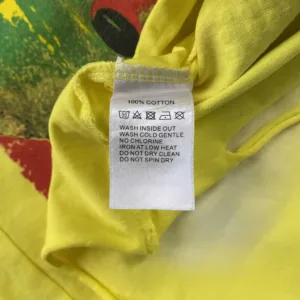 100% COTTON
WASH INSIDE OUT
WASH COLD GENTLE
NO CHLORINE
IRON AT LOW HEAT
DO NOT DRY CLEAN
DO NOT SPIN DRY